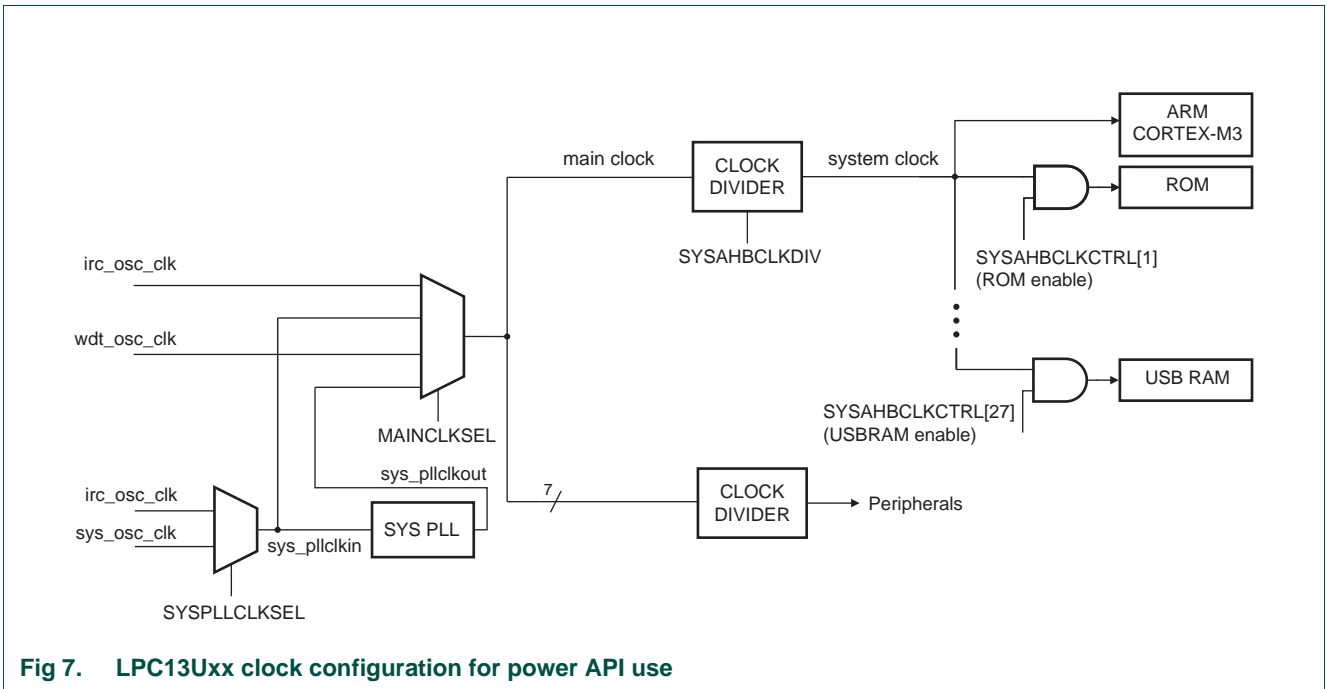 ARM
CORTEX-M3
main clock
CLOCK
DIVIDER
system clock
ROM
SYSAHBCLKDIV
SYSAHBCLKCTRL[1]
(ROM enable)
irc_osc_clk
wdt_osc_clk
USB RAM
SYSAHBCLKCTRL[27]
(USBRAM enable)
MAINCLKSEL
sys_pllclkout
irc_osc_clk
7
CLOCK
DIVIDER
Peripherals
sys_osc_clk
SYS PLL
sys_pllclkin
SYSPLLCLKSEL
Fig 7. LPC13Uxx clock configuration for power API use